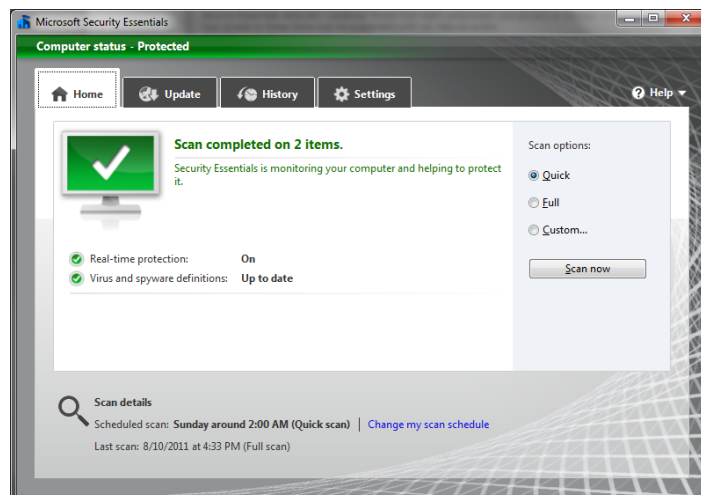 Microsoft Security Essentials
Computer status - Protected
Home
Update
History
Settings
Help
Scan completed on 2 items.
Security Essentials is monitoring your computer and helping to protect
it.
Real-time protection: On
Virus and spyware definitions: Up to date
Scan options:
Quick
Full
Custom...
Scan now
Scan details
Scheduled scan: Sunday around 2:00 AM (Quick scan) | Change my scan schedule
Last scan: 8/10/2011 at 4:33 PM (Full scan)